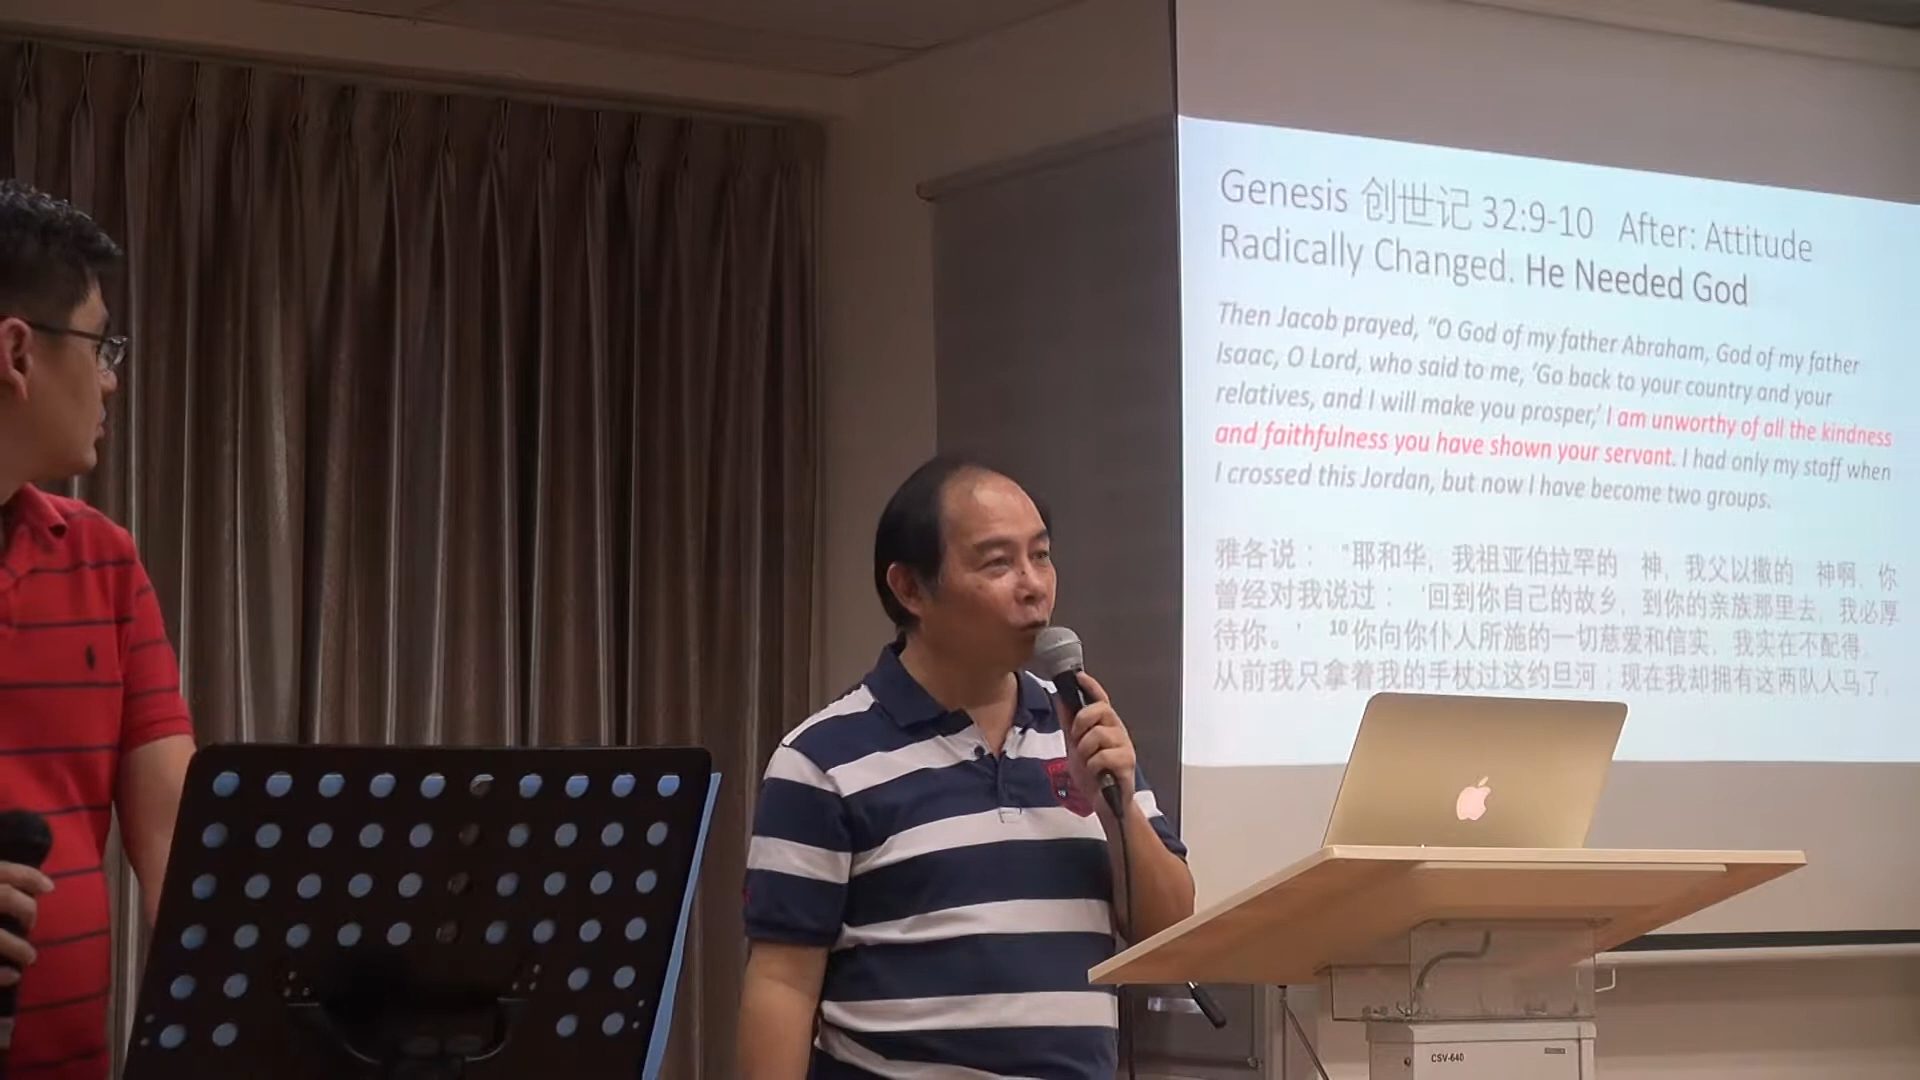 Genesis 创世记 32:9-10 After: Attitude
Radically Changed. He Needed God
Then Jacob prayed, “O God of my father Abraham, God of my father
Isaac, O Lord, who said to me, ‘Go back to your country and your
relatives, and I will make you prosper,’ I am unworthy of all the kindness
and faithfulness you have shown your servant. I had only my staff when
I crossed this Jordan, but now I have become two groups.
雅各说：“耶和华，我祖亚伯拉罕的 神，我父以撒的 神啊，你
曾经对我说过：‘回到你自己的故乡，到你的亲族那里去，我必厚
待你。’ 10 你向你仆人所施的一切慈爱和信实，我实在不配得。
从前我只拿着我的手杖过这约旦河；现在我却拥有这两队人马了。
CSV-640